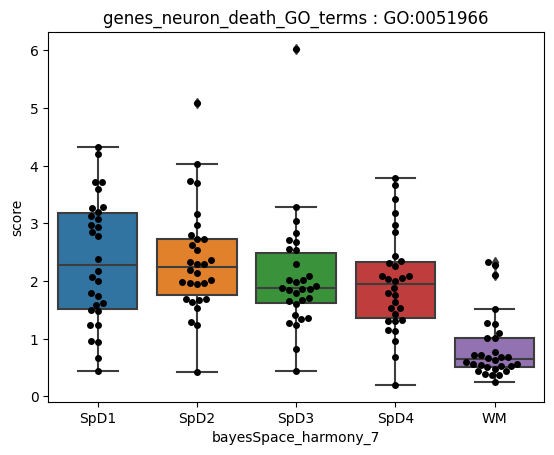 genes_neuron_death_GO_terms : GO:0051966
6
5
4
3
2
1
0
score
SpD1 SpD2 SpD3 SpD4 WM
bayesSpace_harmony_7